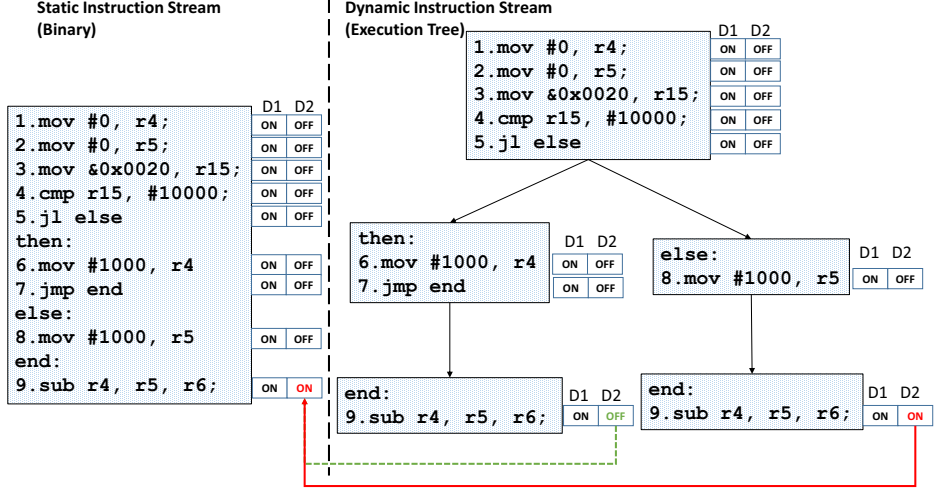 Static Instruction Stream
(Binary)
D1 D2
1.mov #0, r4; ON OFF
2.mov #0, r5; ON OFF
3.mov &0x0020, r15; ON OFF
4.cmp r15, #10000; ON OFF
5.jl else ON OFF
then:
6.mov #1000, r4 ON OFF
7.jmp end ON OFF
else:
8.mov #1000, r5 ON OFF
end:
9.sub r4, r5, r6; ON ON
Dynamic Instruction Stream
(Execution Tree)
D1 D2
1.mov #0, r4; ON OFF
2.mov #0, r5; ON OFF
3.mov &0x0020, r15; ON OFF
4.cmp r15, #10000; ON OFF
5.jl else ON OFF
then: D1 D2
6.mov #1000, r4 ON OFF
7.jmp end ON OFF
else: D1 D2
8.mov #1000, r5 ON OFF
end: D1 D2
9.sub r4, r5, r6; ON OFF
end: D1 D2
9.sub r4, r5, r6; ON ON